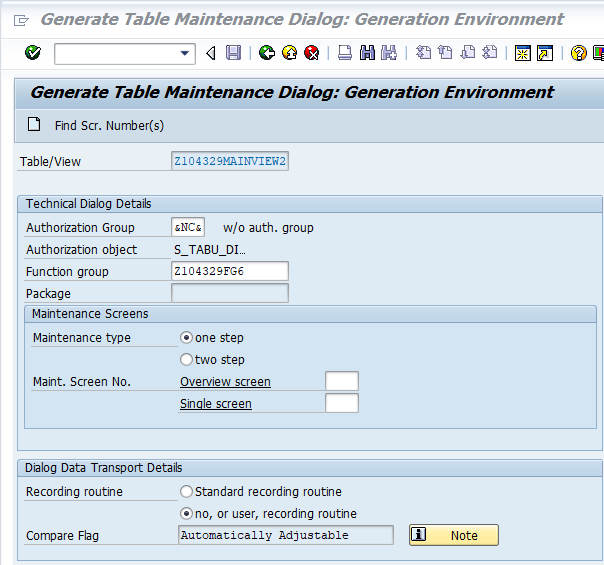 Generate Table Maintenance Dialog: Generation Environment
Generate Table Maintenance Dialog: Generation Environment
Find Scr. Number(s)
Table/View Z104329MAINVIEW2
Technical Dialog Details
Authorization Group &NC& w/o auth. group
Authorization object S_TABU_DI...
Function group Z104329FG6
Package
Maintenance Screens
Maintenance type one step
two step
Maint. Screen No. Overview screen
Single screen
Dialog Data Transport Details
Recording routine Standard recording routine
no, or user, recording routine
Compare Flag Automatically Adjustable Note